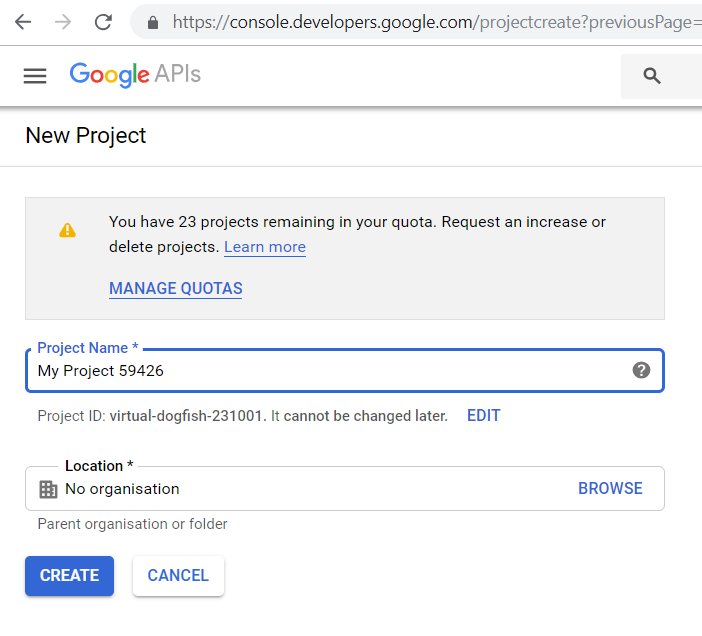 https://console.developers.google.com/projectcreate?previousPage=
Google APIs
New Project
You have 23 projects remaining in your quota. Request an increase or
delete projects. Learn more
MANAGE QUOTAS
Project Name *
My Project 59426
Project ID: virtual-dogfish-231001. It cannot be changed later. EDIT
Location *
No organisation BROWSE
Parent organisation or folder
CREATE CANCEL